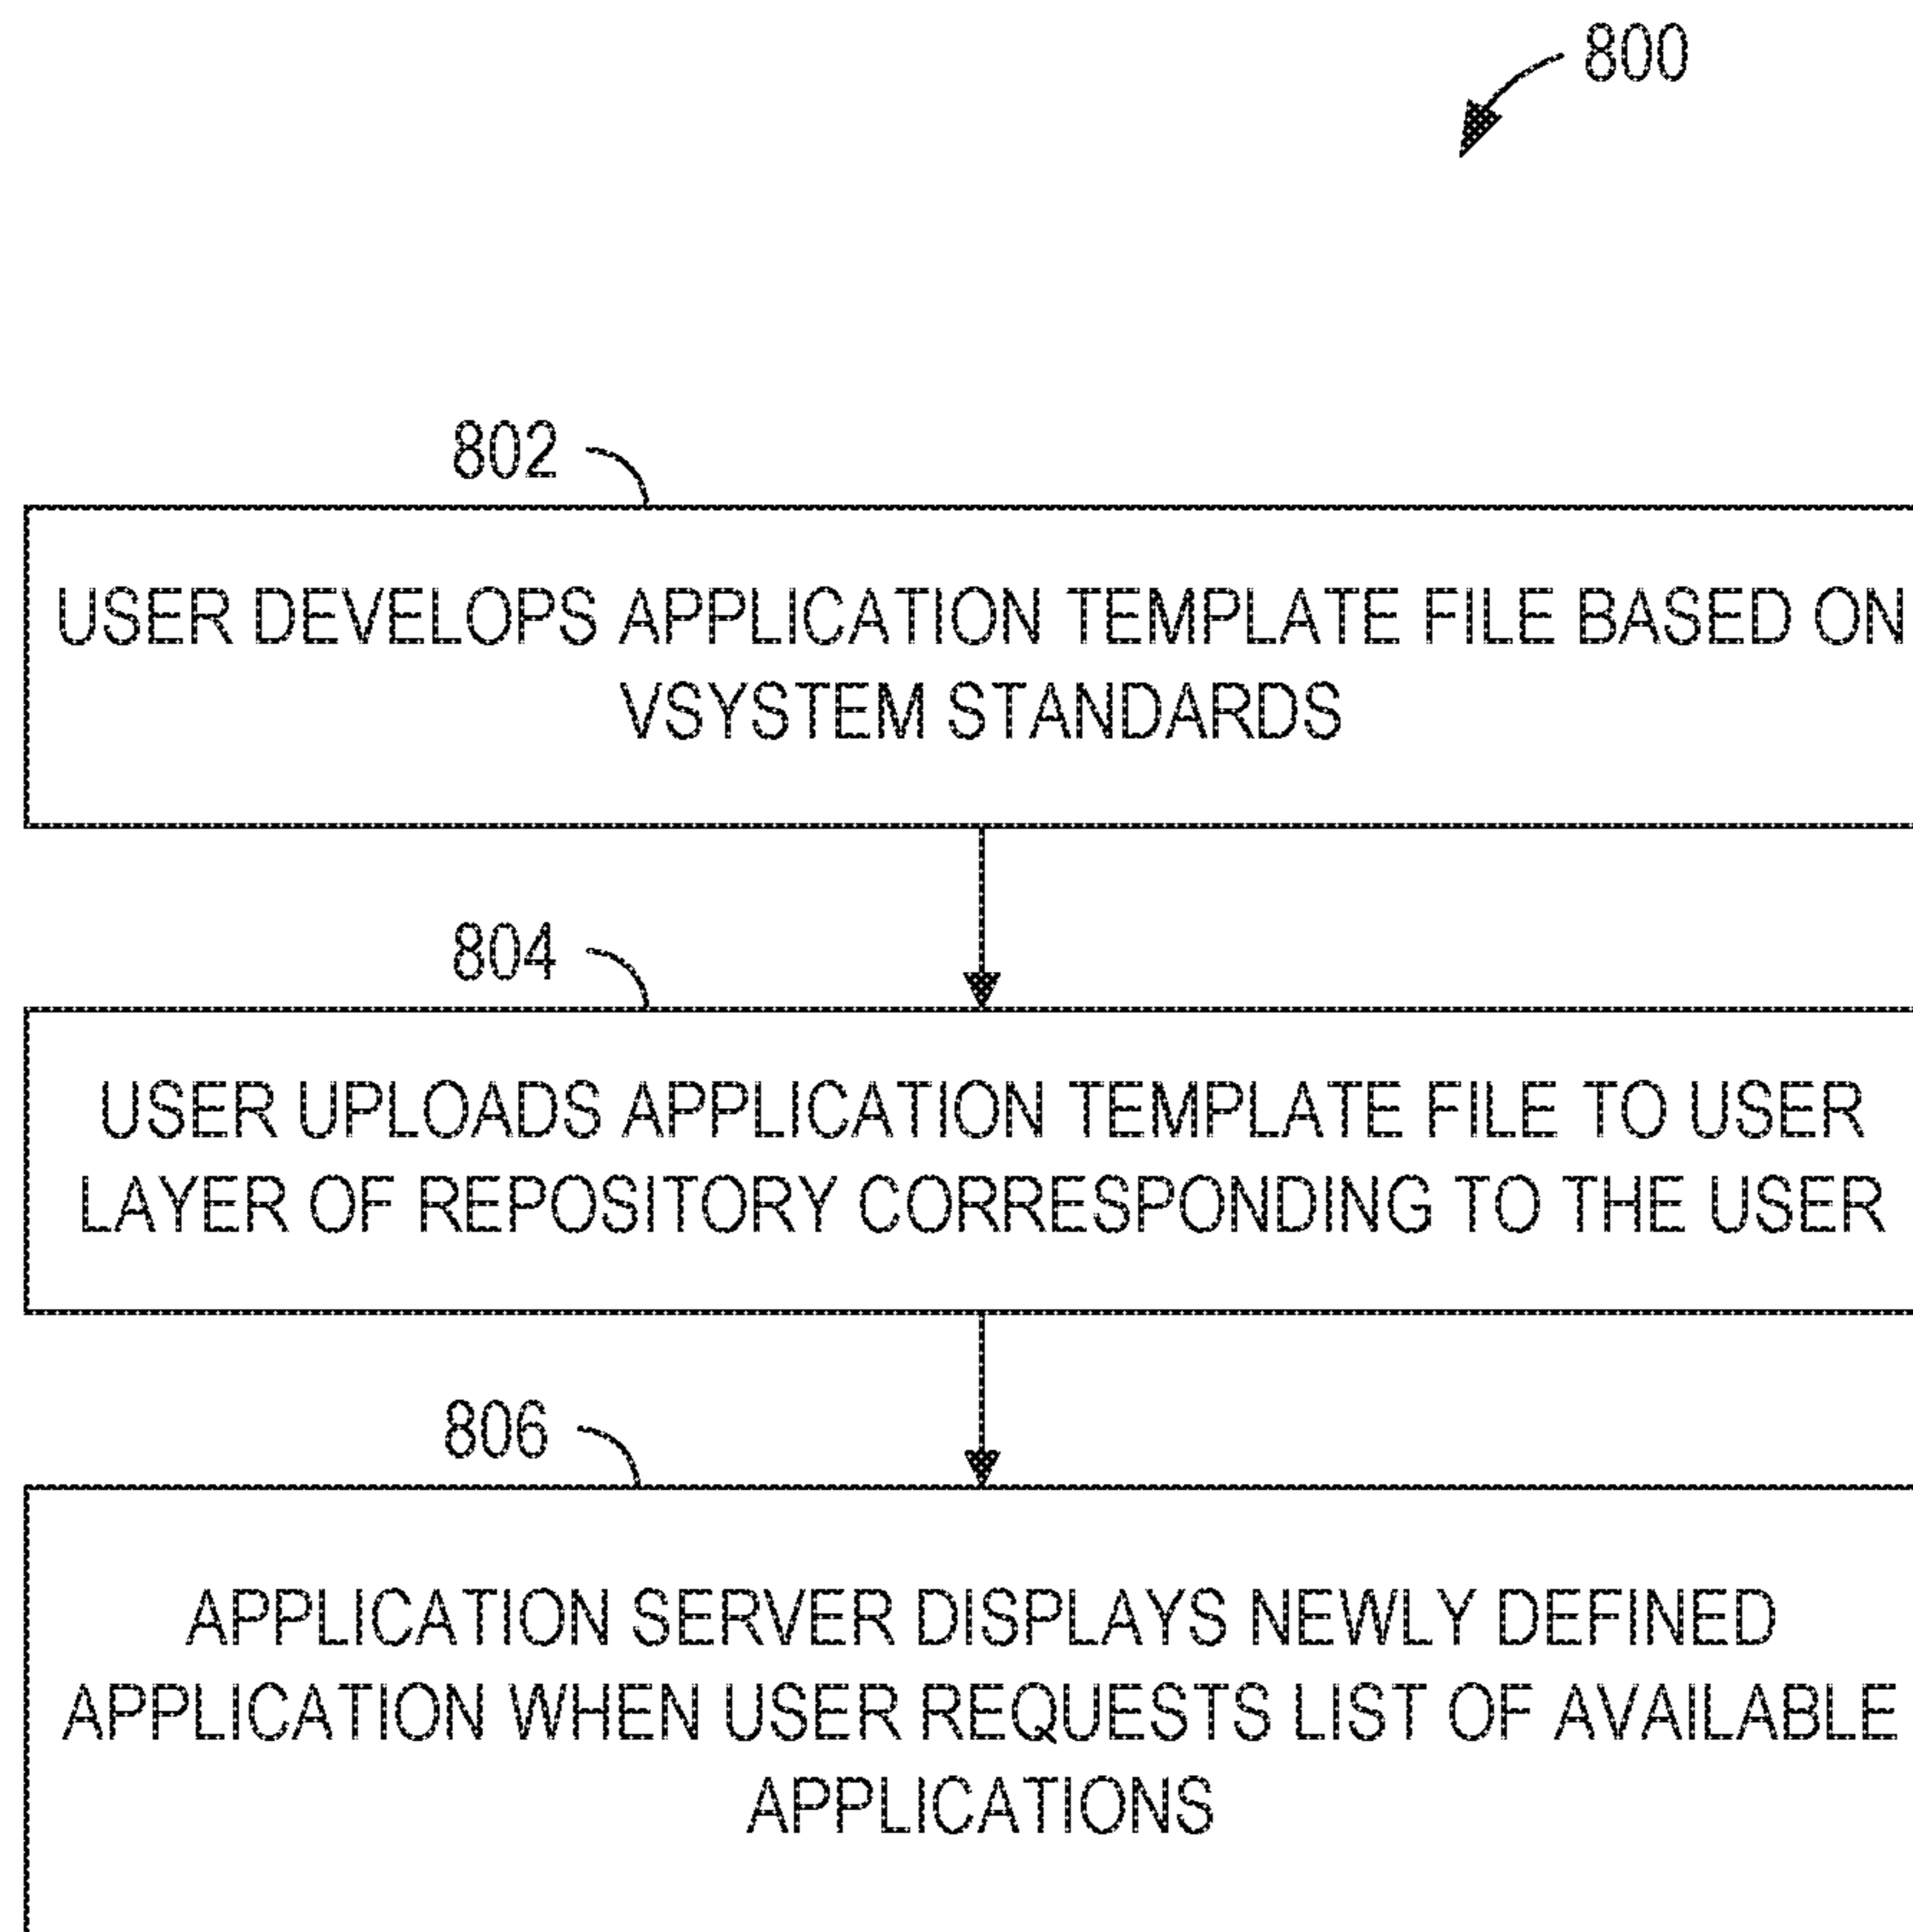 800
802
USER DEVELOPS APPLICATION TEMPLATE FILE BASED ON
VSYSTEM STANDARDS
804
USER UPLOADS APPLICATION TEMPLATE FILE TO USER
LAYER OF REPOSITORY CORRESPONDING TO THE USER
806
APPLICATION SERVER DISPLAYS NEWLY DEFINED
APPLICATION WHEN USER REQUESTS LIST OF AVAILABLE
APPLICATIONS